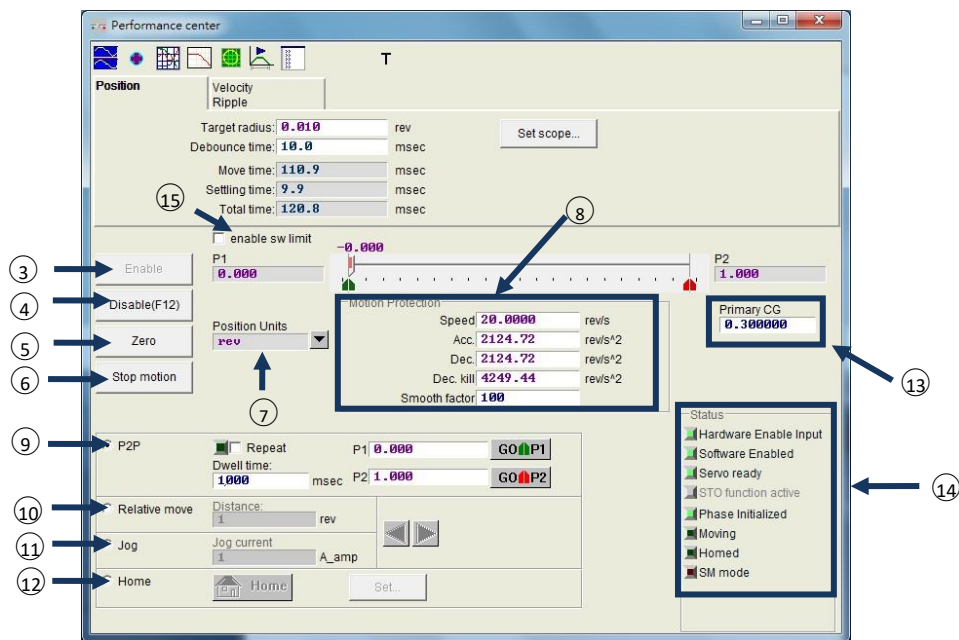 Performance center
T
Position
Velocity
Ripple
Target radius: 0.010 rev
Set scope...
Debounce time: 10.0 msec
Move time: 110.9 msec
Settling time: 9.9 msec
Total time: 120.8 msec
15
8
enable sw limit
-0.000
3
Enable
P1
0.000
P2
1.000
4
Disable(F12)
Motion Protection
Speed 20.0000 rev/s
Acc. 2124.72 rev/s^2
Dec. 2124.72 rev/s^2
Dec. kill 4249.44 rev/s^2
Smooth factor 100
Primary CG
0.300000
5
Zero
Position Units
rev
6
Stop motion
7
13
9
P2P
Repeat
P1 0.000 GO P1
Dwell time:
1000 msec
P2 1.000 GO P2
10
Relative move
Distance:
1 rev
11
Jog
Jog current
1 A_amp
12
Home
Home
Set...
Status
Hardware Enable Input
Software Enabled
Servo ready
STO function active
Phase Initialized
Moving
Homed
SM mode
14